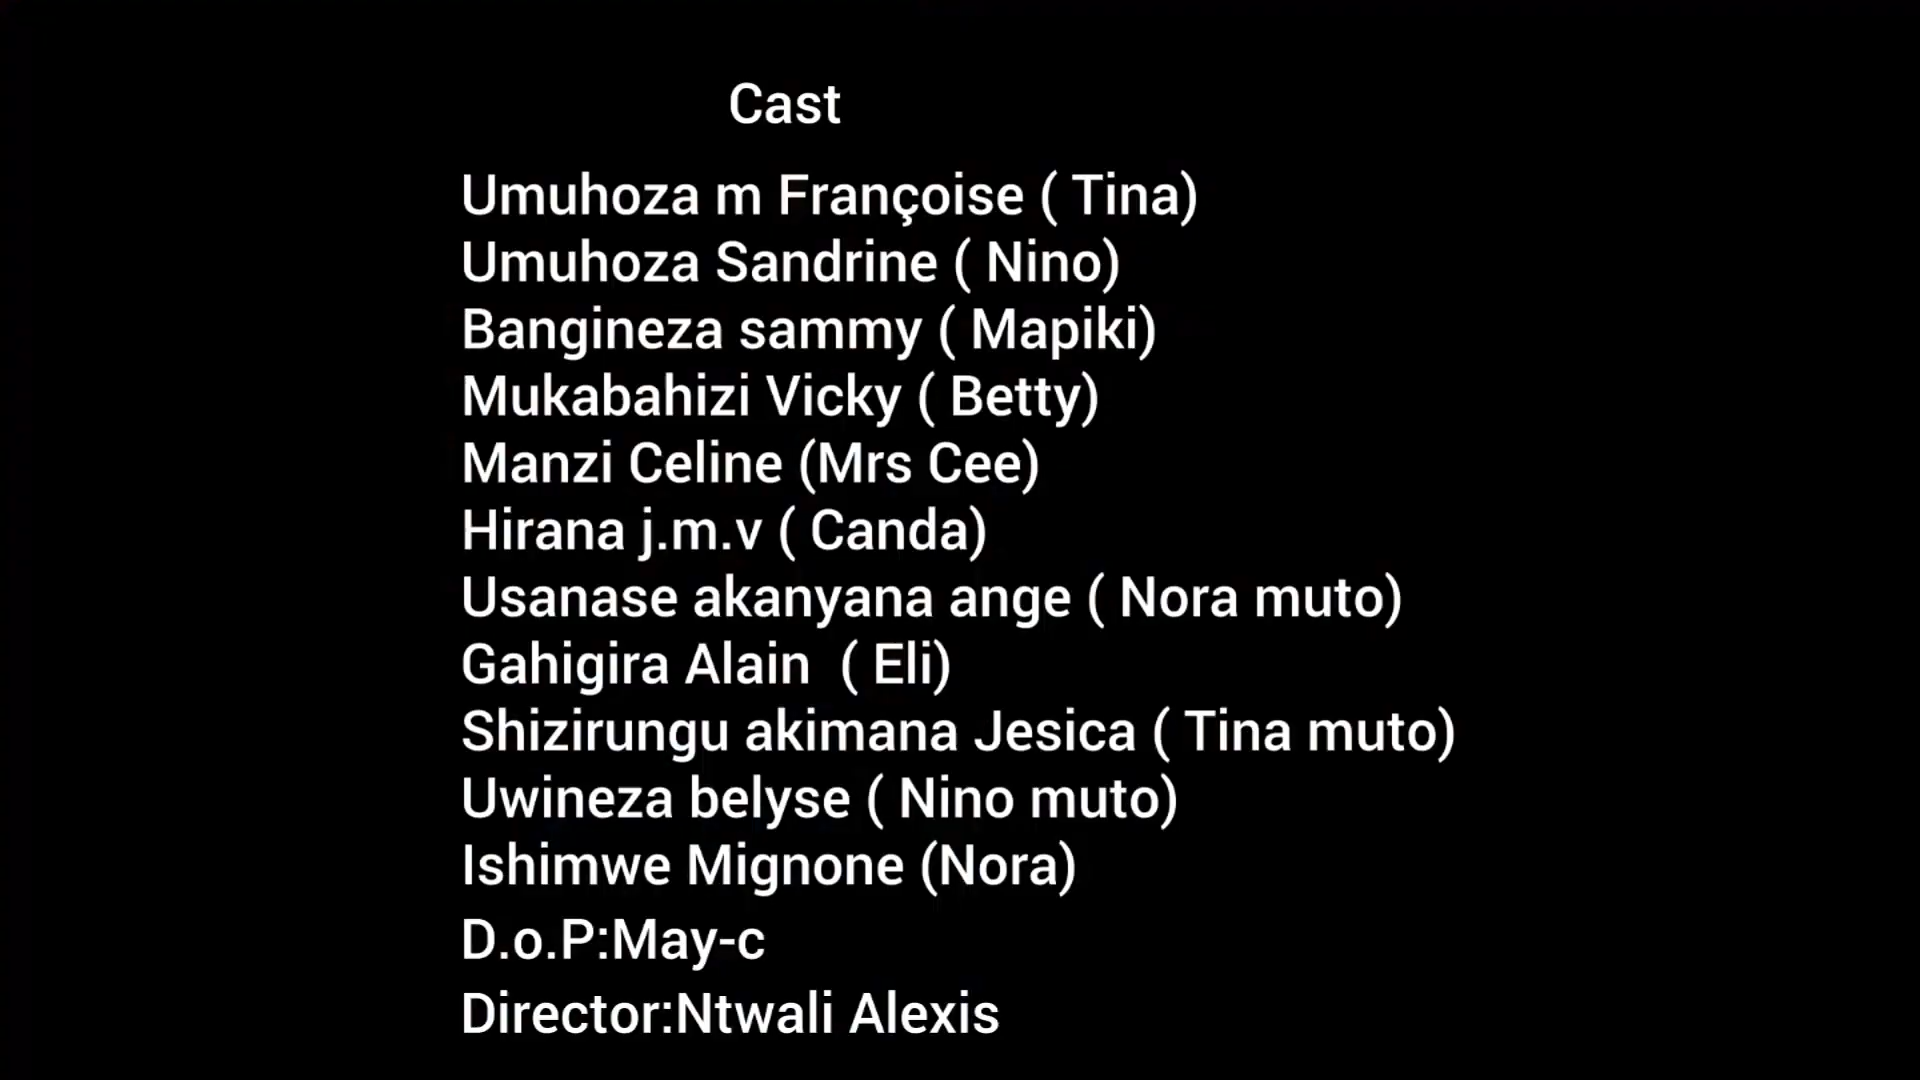 Cast
Umuhoza m Françoise ( Tina)
Umuhoza Sandrine ( Nino)
Bangineza sammy ( Mapiki)
Mukabahizi Vicky ( Betty)
Manzi Celine (Mrs Cee)
Hirana j.m.v ( Canda)
Usanase akanyana ange ( Nora muto)
Gahigira Alain  ( Eli)
Shizirungu akimana Jesica ( Tina muto)
Uwineza belyse ( Nino muto)
Ishimwe Mignone (Nora)
D.o.P:May-c
Director:Ntwali Alexis